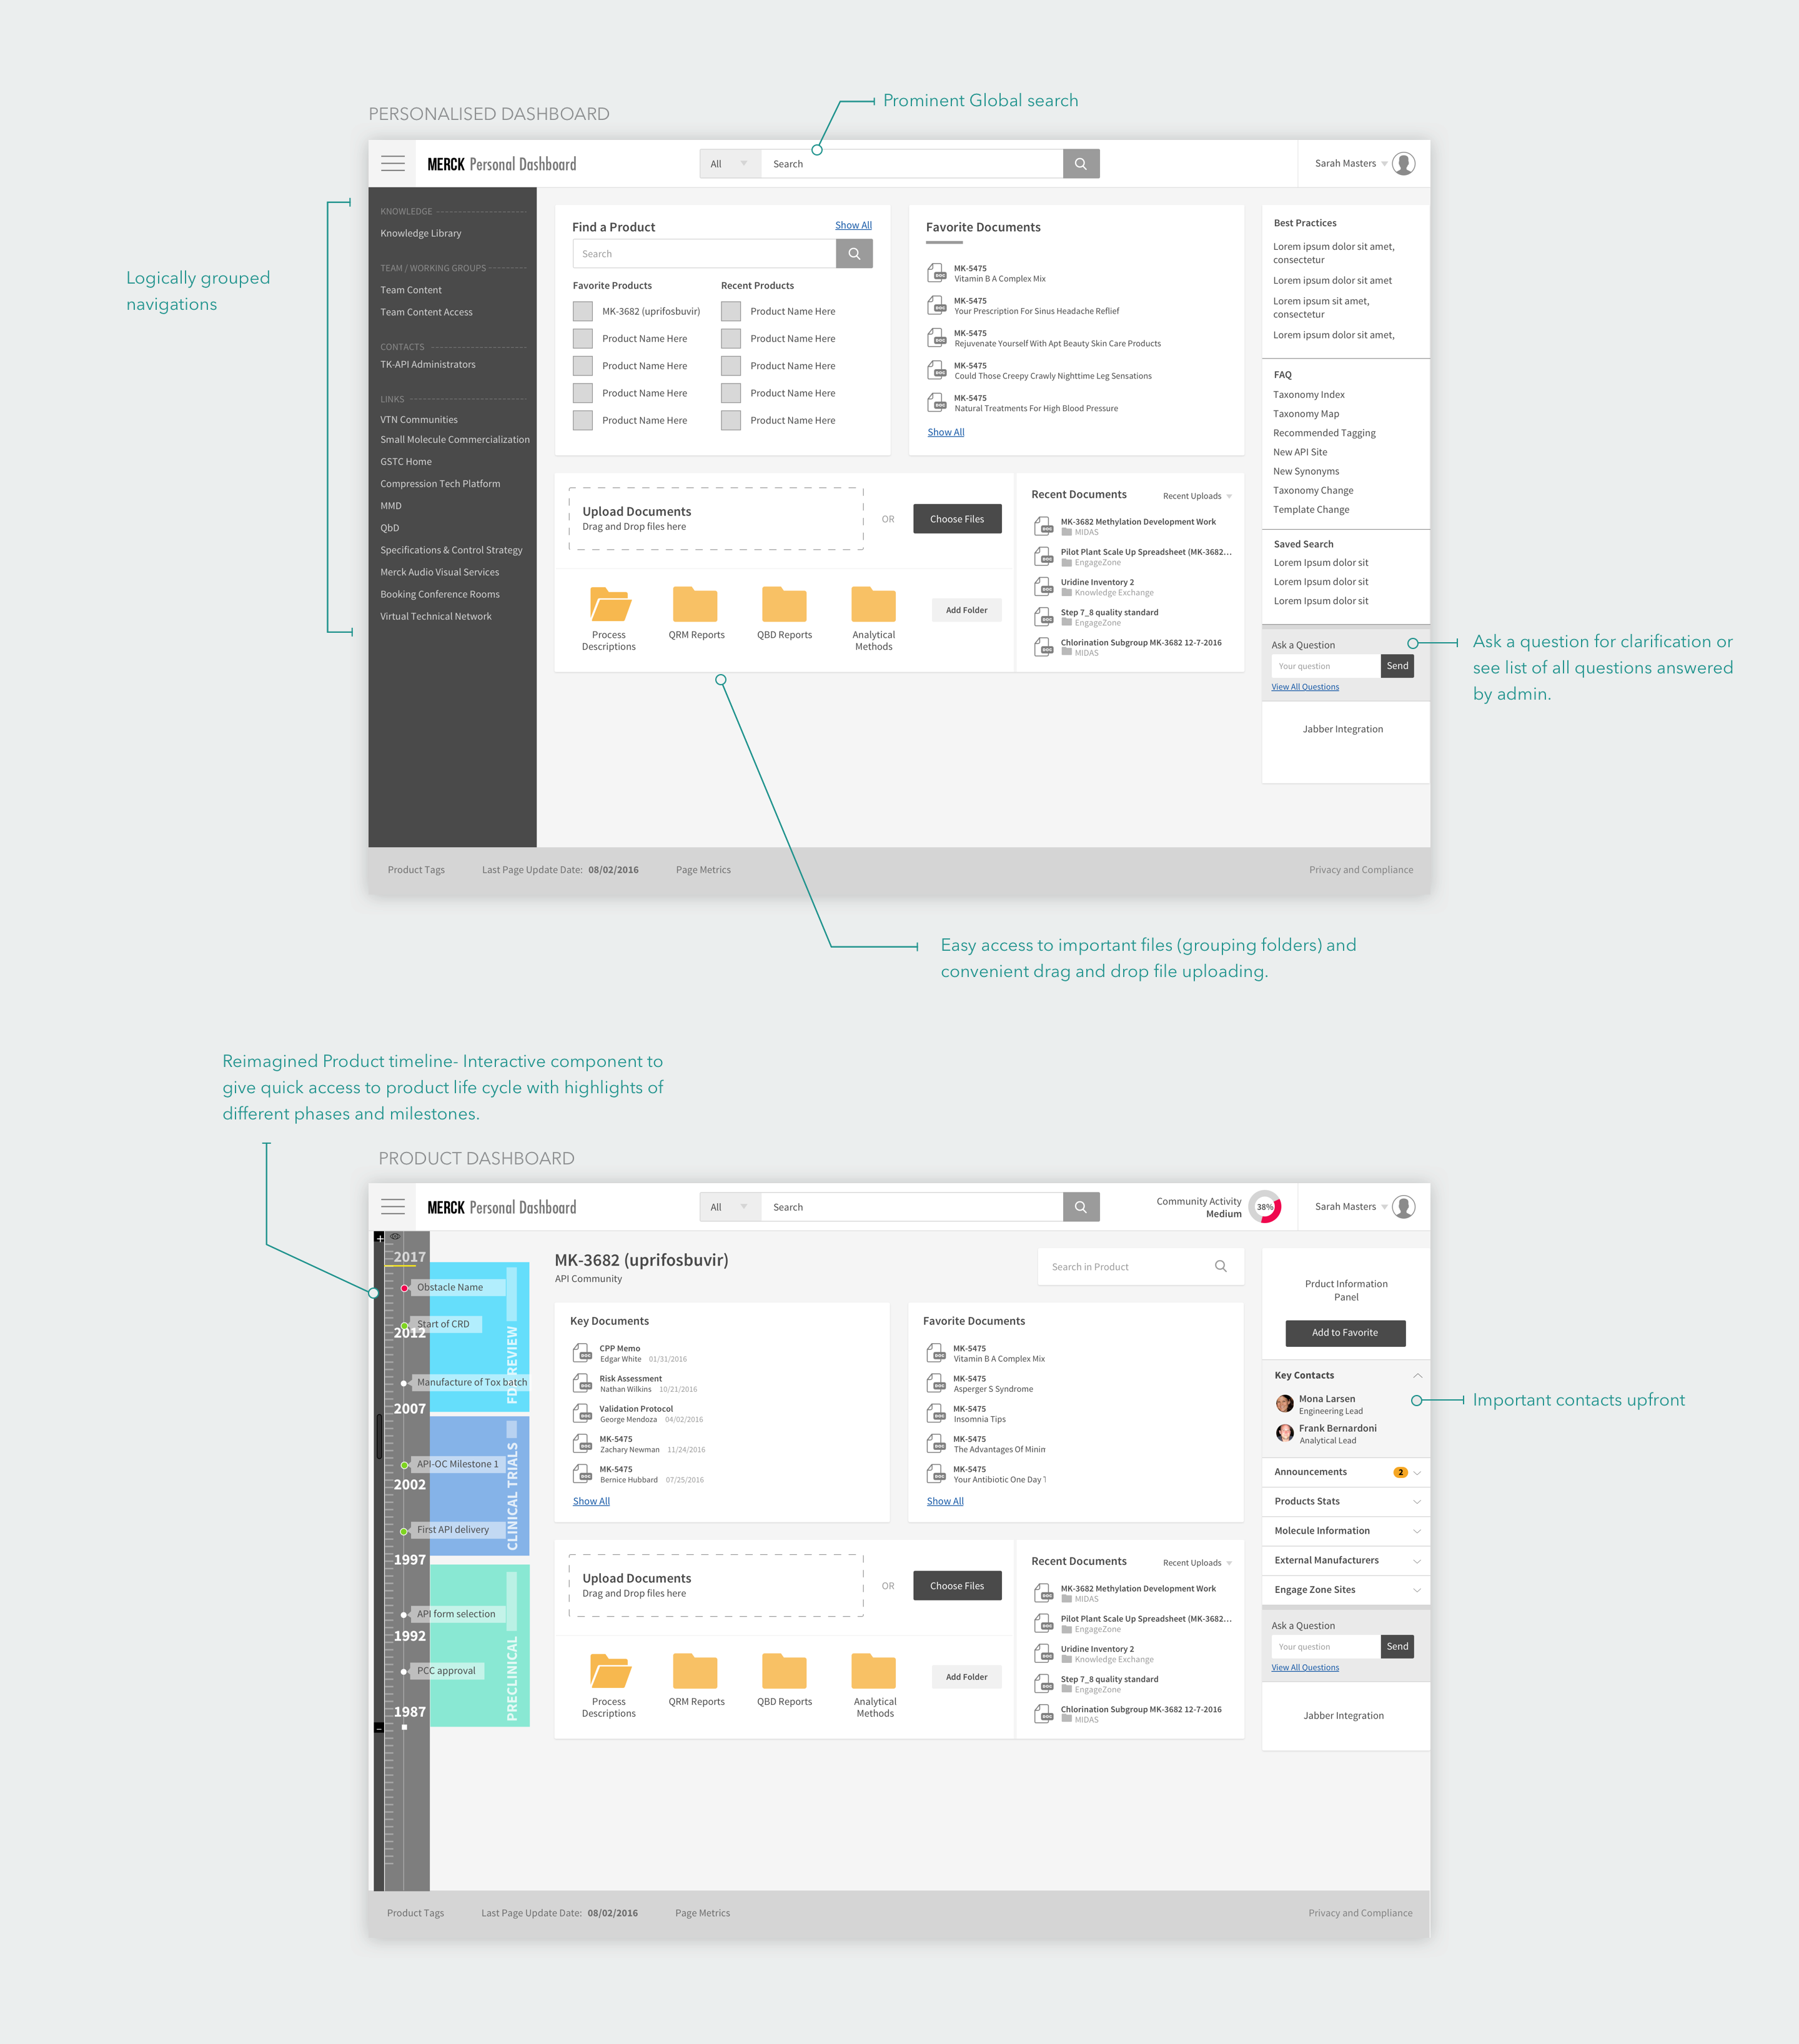 PERSONALISED DASHBOARD
Prominent Global search
MERCK Personal Dashboard
All
Search
Sarah Masters
Logically grouped
navigations
KNOWLEDGE
Knowledge Library
TEAM / WORKING GROUPS
Team Content
Team Content Access
CONTACTS
TK-API Administrators
LINKS
VTN Communities
Small Molecule Commercialization
GSTC Home
Compression Tech Platform
MMD
QbD
Specifications & Control Strategy
Merck Audio Visual Services
Booking Conference Rooms
Virtual Technical Network
Find a Product
Show All
Search
Favorite Products
MK-3682 (uprifosbuvir)
Product Name Here
Product Name Here
Product Name Here
Product Name Here
Recent Products
Product Name Here
Product Name Here
Product Name Here
Product Name Here
Product Name Here
Favorite Documents
DOC
MK-5475
Vitamin B A Complex Mix
DOC
MK-5475
Your Prescription For Sinus Headache Reflief
DOC
MK-5475
Rejuvenate Yourself With Apt Beauty Skin Care Products
DOC
MK-5475
Could Those Creepy Crawly Nighttime Leg Sensations
DOC
MK-5475
Natural Treatments For High Blood Pressure
Show All
Upload Documents
Drag and Drop files here
OR
Choose Files
Process
Descriptions
QRM Reports
QBD Reports
Analytical
Methods
Add Folder
Recent Documents
Recent Uploads
DOC
MK-3682 Methylation Development Work
MIDAS
DOC
Pilot Plant Scale Up Spreadsheet (MK-3682...
EngageZone
DOC
Uridine Inventory 2
Knowledge Exchange
DOC
Step 7_8 quality standard
EngageZone
DOC
Chlorination Subgroup MK-3682 12-7-2016
MIDAS
Best Practices
Lorem ipsum dolor sit amet,
consectetur
Lorem ipsum dolor sit amet
Lorem ipsum sit amet,
consectetur
Lorem ipsum dolor sit amet,
FAQ
Taxonomy Index
Taxonomy Map
Recommended Tagging
New API Site
New Synonyms
Taxonomy Change
Template Change
Saved Search
Lorem Ipsum dolor sit
Lorem Ipsum dolor sit
Lorem Ipsum dolor sit
Ask a Question
Your question
Send
View All Questions
Jabber Integration
Ask a question for clarification or
see list of all questions answered
by admin.
Product Tags
Last Page Update Date: 08/02/2016
Page Metrics
Privacy and Compliance
Easy access to important files (grouping folders) and
convenient drag and drop file uploading.
Reimagined Product timeline- Interactive component to
give quick access to product life cycle with highlights of
different phases and milestones.
PRODUCT DASHBOARD
MERCK Personal Dashboard
All
Search
Community Activity
Medium
38%
Sarah Masters
+
2017
Obstacle Name
Start of CRD
2012
Manufacture of Tox batch
2007
API-OC Milestone 1
2002
First API delivery
1997
API form selection
1992
PCC approval
1987
–
REVIEW
CLINICAL TRIALS
PRECLINICAL
MK-3682 (uprifosbuvir)
API Community
Search in Product
Key Documents
DOC
CPP Memo
Edgar White 01/31/2016
DOC
Risk Assessment
Nathan Wilkins 10/21/2016
DOC
Validation Protocol
George Mendoza 04/02/2016
DOC
MK-5475
Zachary Newman 11/24/2016
DOC
MK-5475
Bernice Hubbard 07/25/2016
Show All
Favorite Documents
DOC
MK-5475
Vitamin B A Complex Mix
DOC
MK-5475
Asperger S Syndrome
DOC
MK-5475
Insomnia Tips
DOC
MK-5475
The Advantages Of Minin
DOC
MK-5475
Your Antibiotic One Day
Show All
Upload Documents
Drag and Drop files here
OR
Choose Files
Process
Descriptions
QRM Reports
QBD Reports
Analytical
Methods
Add Folder
Recent Documents
Recent Uploads
DOC
MK-3682 Methylation Development Work
MIDAS
DOC
Pilot Plant Scale Up Spreadsheet (MK-3682...
EngageZone
DOC
Uridine Inventory 2
Knowledge Exchange
DOC
Step 7_8 quality standard
EngageZone
DOC
Chlorination Subgroup MK-3682 12-7-2016
MIDAS
Prduct Information
Panel
Add to Favorite
Key Contacts
Mona Larsen
Engineering Lead
Frank Bernardoni
Analytical Lead
Announcements
2
Products Stats
Molecule Information
External Manufacturers
Engage Zone Sites
Ask a Question
Your question
Send
View All Questions
Jabber Integration
Important contacts upfront
Product Tags
Last Page Update Date: 08/02/2016
Page Metrics
Privacy and Compliance